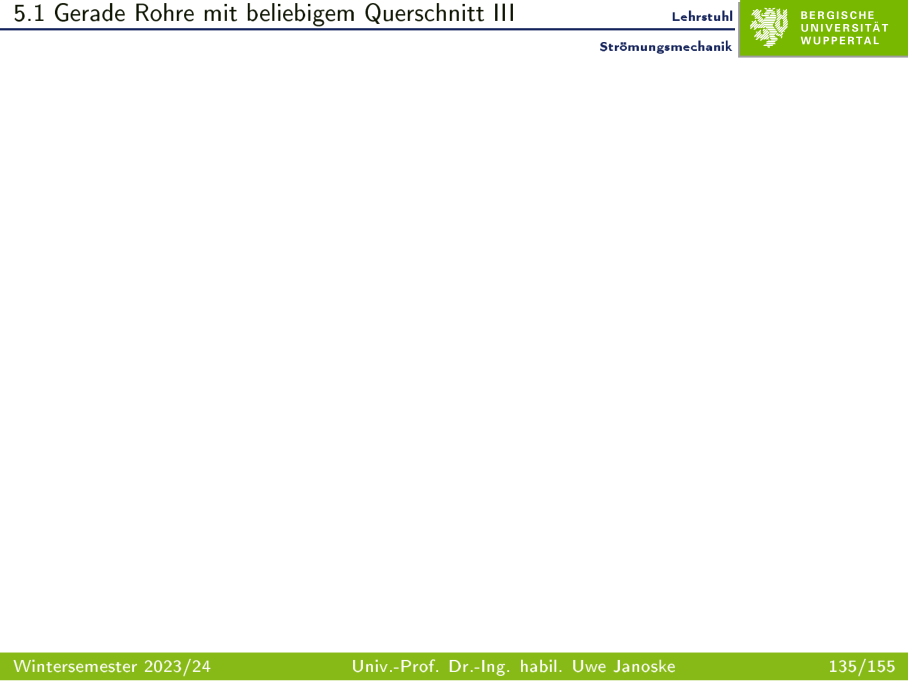 5.1 Gerade Rohre mit beliebigem Querschnitt III
Lehrstuhl
Strömungsmechanik
BERGISCHE
UNIVERSITÄT
WUPPERTAL
Wintersemester 2023/24
Univ.-Prof. Dr.-Ing. habil. Uwe Janoske
135/155